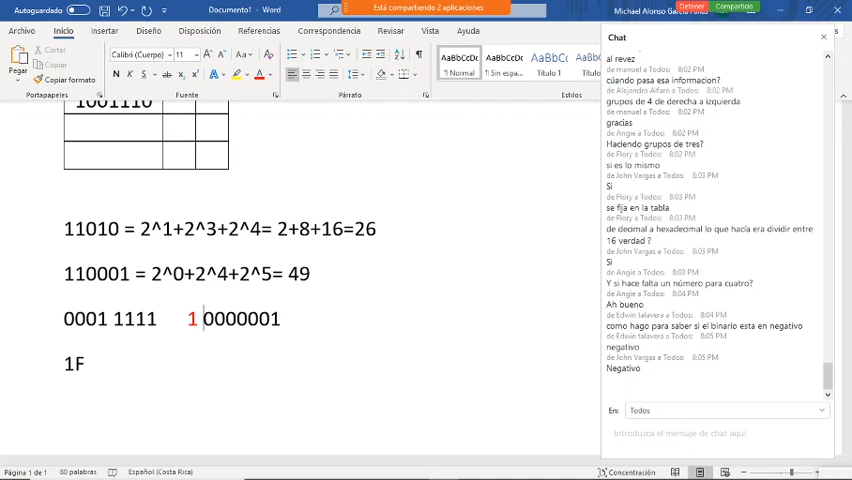 Autoguardado
Documento1 - Word
Está compartiendo 2 aplicaciones
Detener
Compartido
Archivo
Inicio
Insertar
Diseño
Disposición
Referencias
Correspondencia
Revisar
Vista
Ayuda
Cortar
Copiar
Copiar formato
Pegar
Portapapeles
Calibri (Cuerpo)
11
Fuente
Párrafo
AaBbCcDc
¶ Normal
AaBbCcDc
¶ Sin espa...
AaBbCc
Título 1
Estilos
1001110
11010 = 2^1+2^3+2^4= 2+8+16=26
110001 = 2^0+2^4+2^5= 49
0001 1111 1 0000001
1F
Chat
al revez
de manuel a Todos: 8:02 PM
cúando pasa esa informacion?
de Alejandro Alfaro a Todos: 8:02 PM
grupos de 4 de derecha a izquierda
de manuel a Todos: 8:02 PM
gracias
de Angie a Todos: 8:02 PM
Haciendo grupos de tres?
de Flory a Todos: 8:02 PM
si es lo mismo
de John Vargas a Todos: 8:03 PM
Si
de Flory a Todos: 8:03 PM
se fija en la tabla
de Flory a Todos: 8:03 PM
de decimal a hexadecimal lo que hacía era dividir entre
16 verdad ?
de John Vargas a Todos: 8:03 PM
Si
de Angie a Todos: 8:03 PM
Y si hace falta un número para cuatro?
de Angie a Todos: 8:04 PM
Ah bueno
de Edwin talavera a Todos: 8:04 PM
como hago para saber si el binario esta en negativo
de Edwin talavera a Todos: 8:05 PM
negativo
de John Vargas a Todos: 8:05 PM
Negativo
En:
Todos
Introduzca el mensaje de chat aquí
Página 1 de 1
80 palabras
Español (Costa Rica)
Concentración